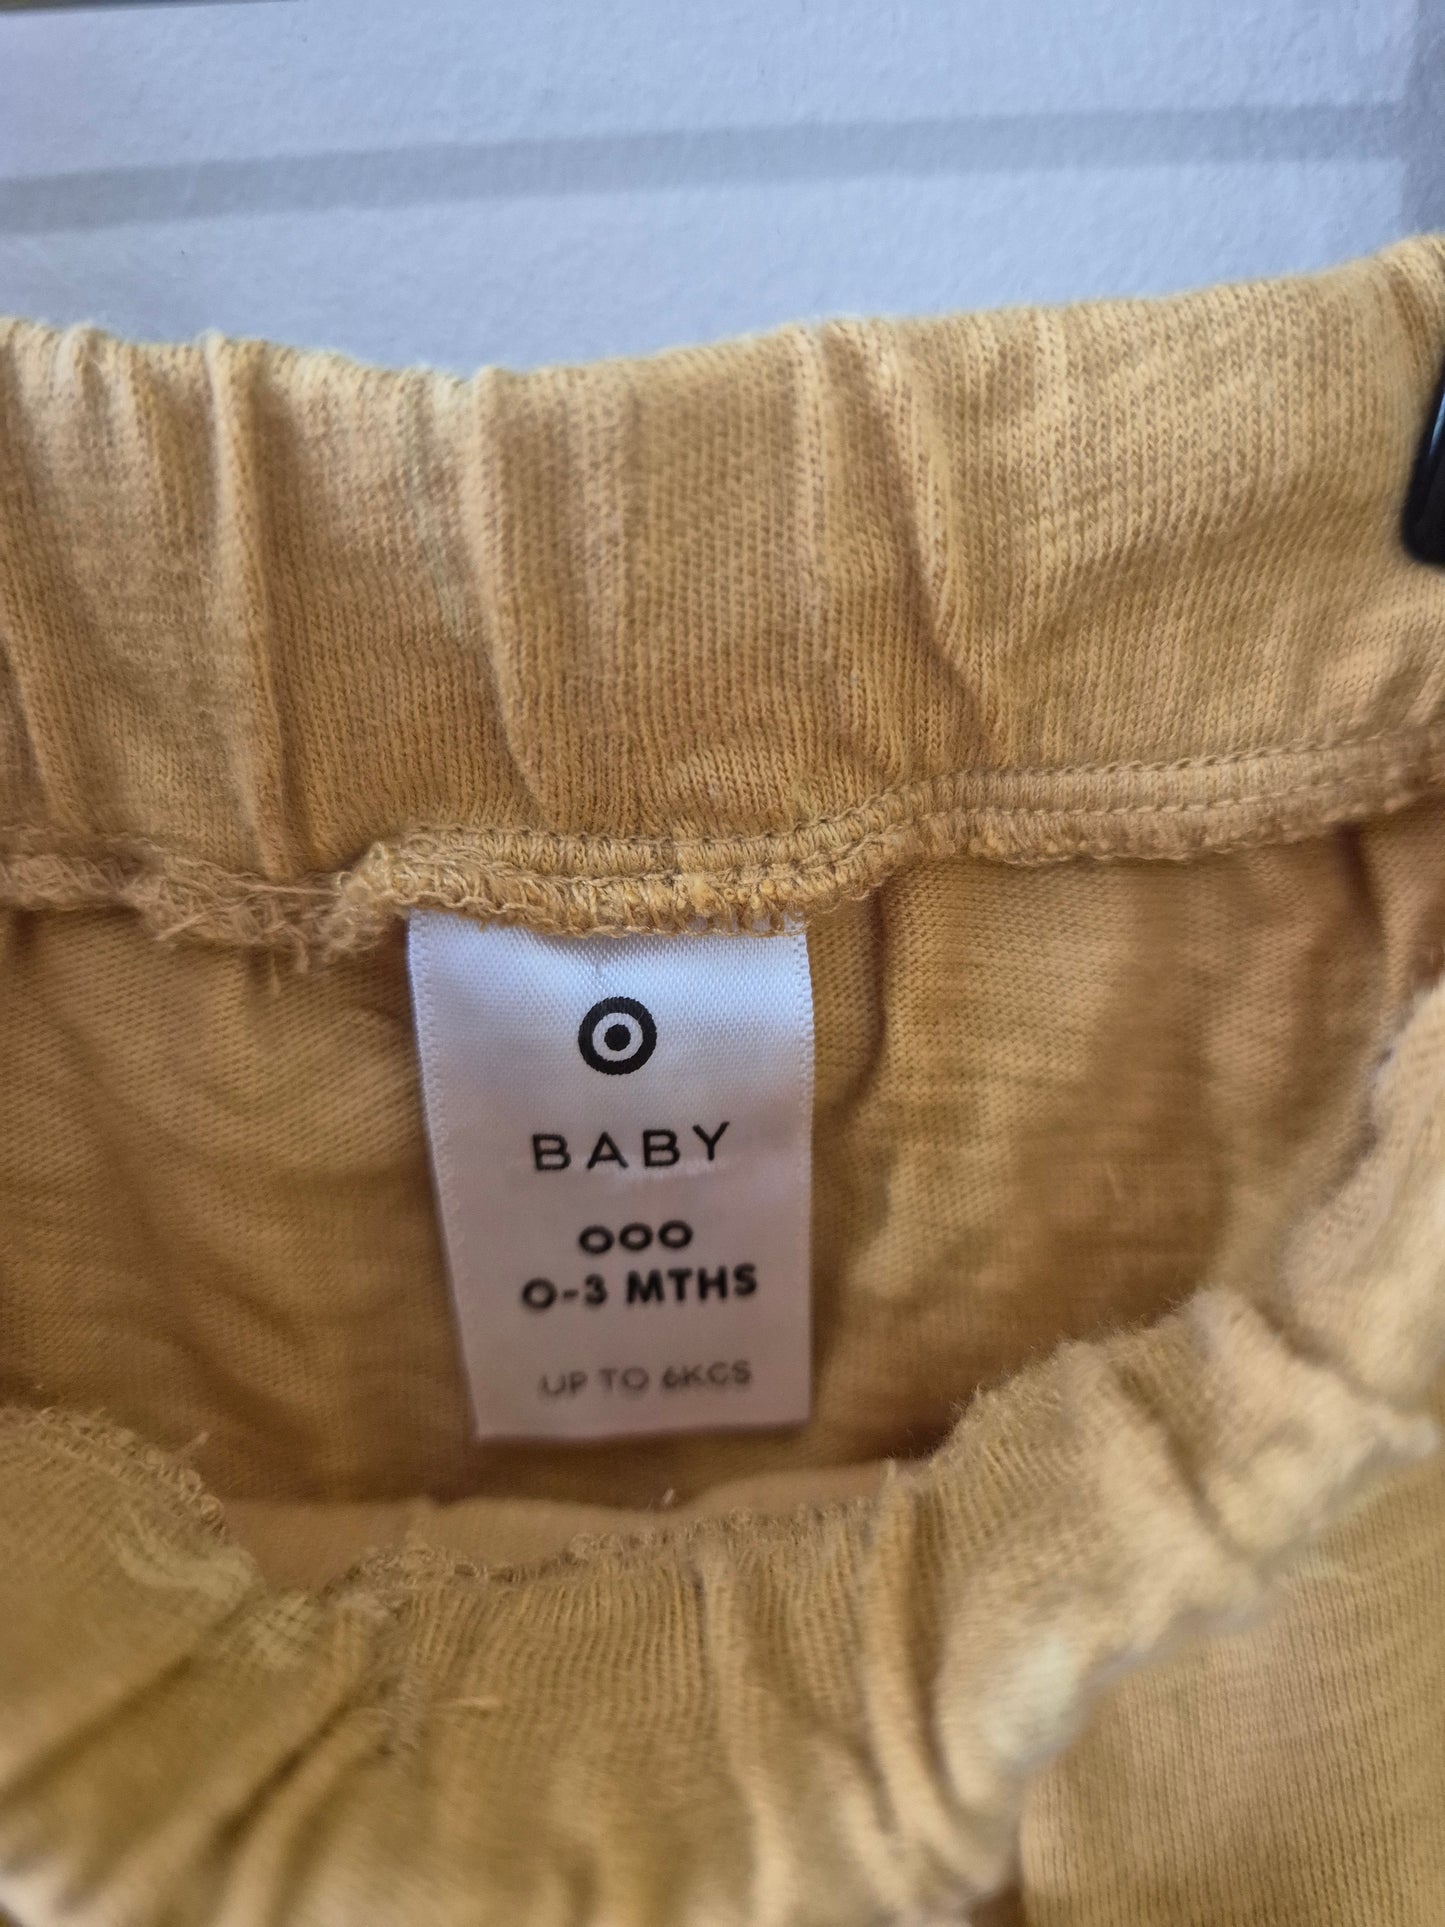 BABY
000
0-3 MTHS
UP TO 6KGS